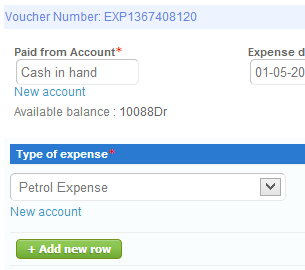 Voucher Number: EXP1367408120
Paid from Account* Expense d
Cash in hand 01-05-20
New account
Available balance : 10088Dr
Type of expense*
Petrol Expense
New account
+ Add new row